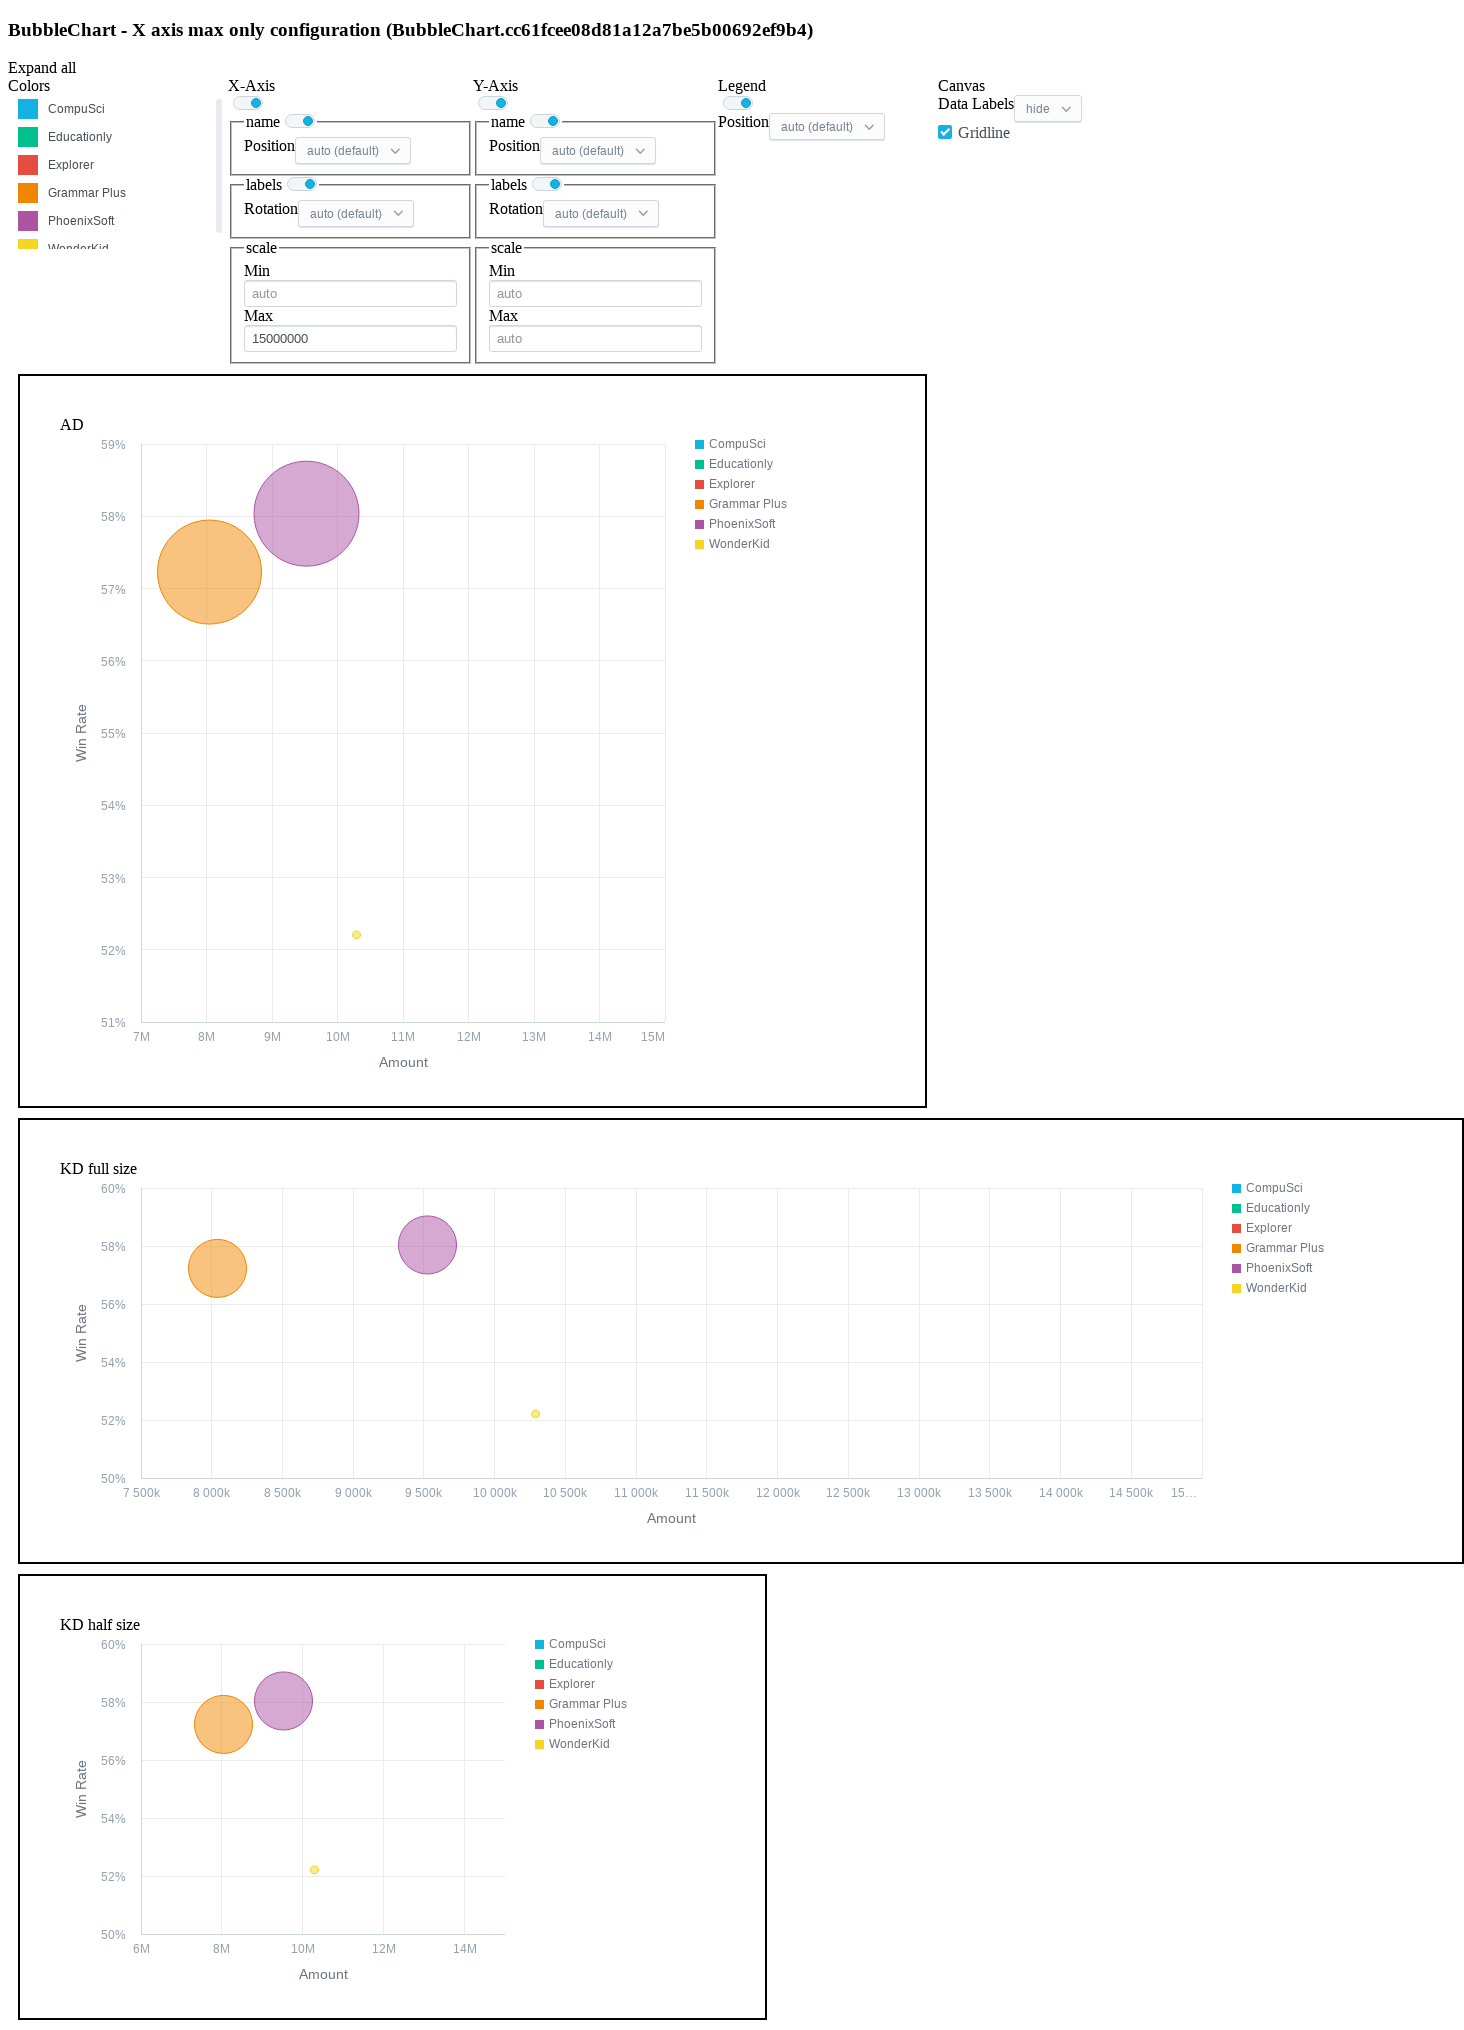 BubbleChart - X axis max only configuration (BubbleChart.cc61fcee08d81a12a7be5b00692ef9b4)
Expand all
Colors
CompuSci
Educationly
Explorer
Grammar Plus
PhoenixSoft
WonderKid
X-Axis
name
Position auto (default)
labels
Rotation auto (default)
scale
Min
auto
Max
15000000
Y-Axis
name
Position auto (default)
labels
Rotation auto (default)
scale
Min
auto
Max
auto
Legend
Position auto (default)
Canvas
Data Labels hide
Gridline
AD
59%
58%
57%
56%
55%
54%
53%
52%
51%
Win Rate
7M 8M 9M 10M 11M 12M 13M 14M 15M
Amount
CompuSci
Educationly
Explorer
Grammar Plus
PhoenixSoft
WonderKid
KD full size
60%
58%
56%
54%
52%
50%
Win Rate
7 500k 8 000k 8 500k 9 000k 9 500k 10 000k 10 500k 11 000k 11 500k 12 000k 12 500k 13 000k 13 500k 14 000k 14 500k 15…
Amount
CompuSci
Educationly
Explorer
Grammar Plus
PhoenixSoft
WonderKid
KD half size
60%
58%
56%
54%
52%
50%
Win Rate
6M 8M 10M 12M 14M
Amount
CompuSci
Educationly
Explorer
Grammar Plus
PhoenixSoft
WonderKid